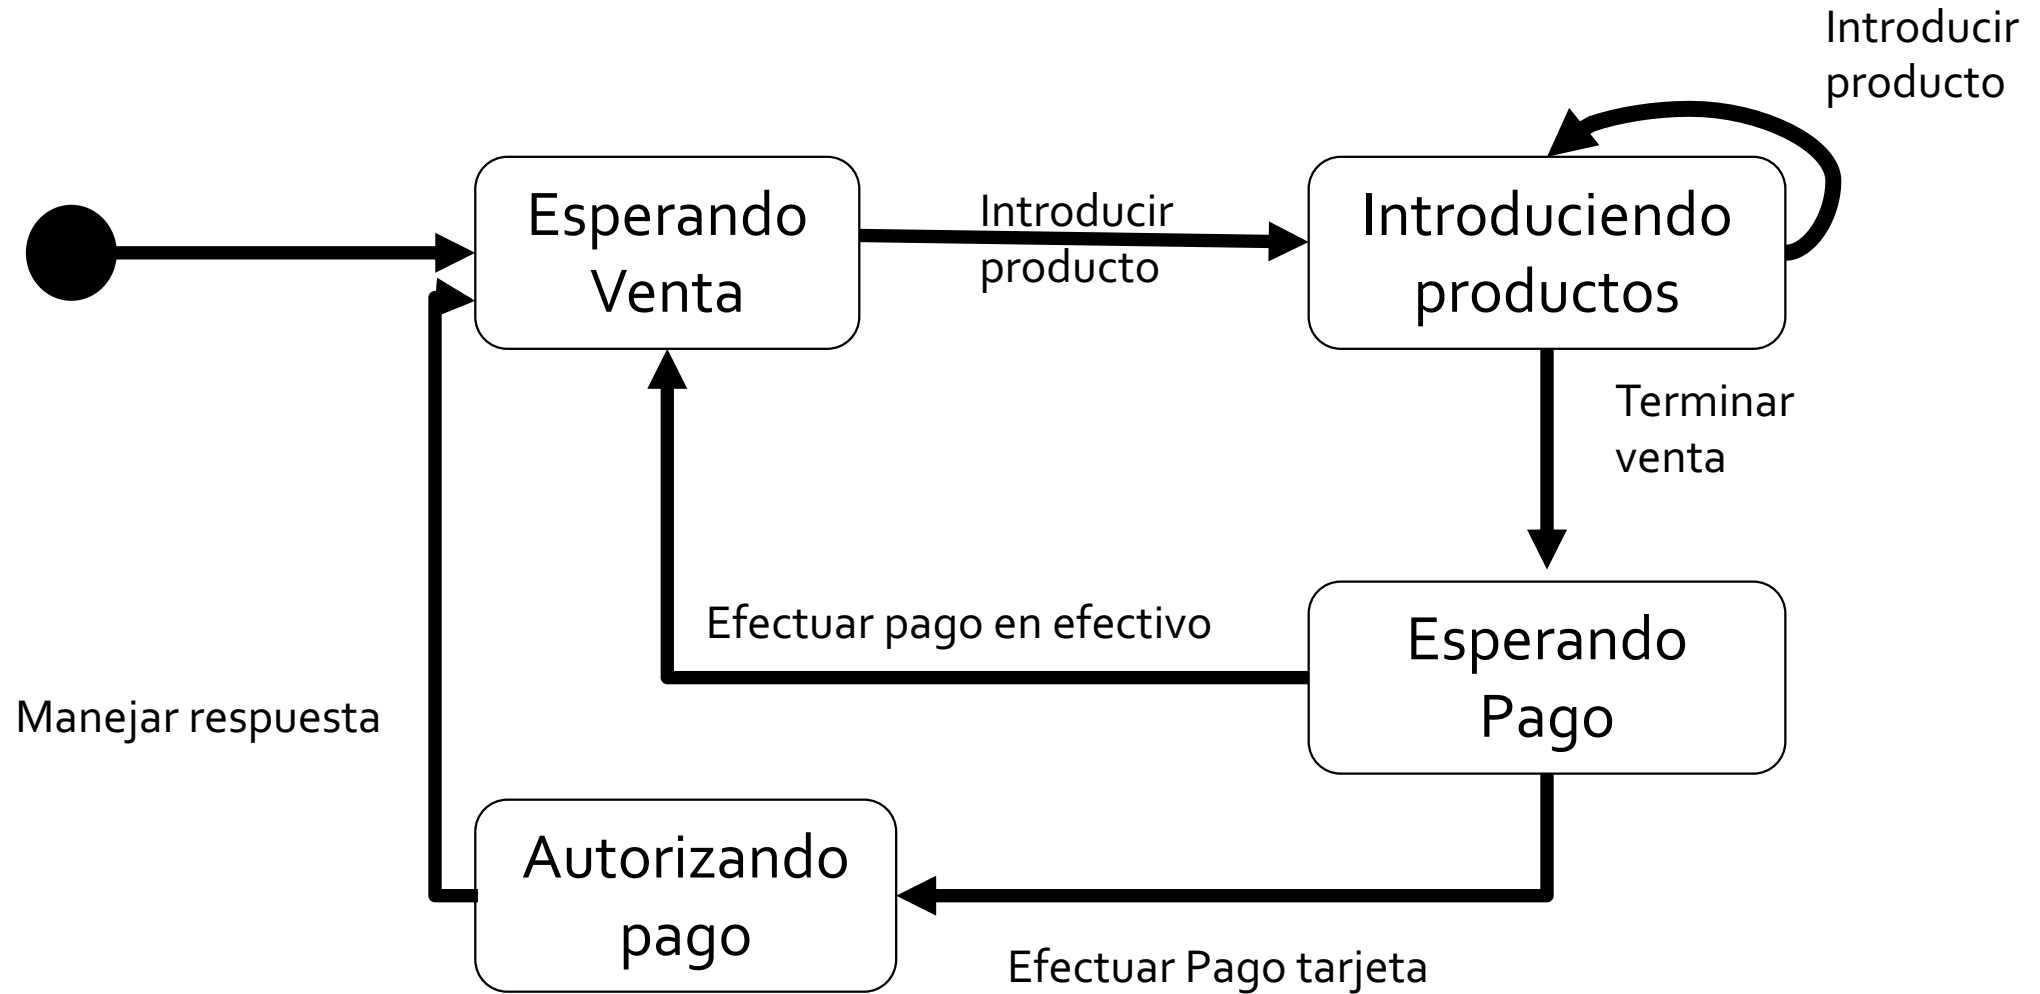 Introducir
producto
Esperando
Venta
Introducir
producto
Introduciendo
productos
Terminar
venta
Efectuar pago en efectivo
Esperando
Pago
Manejar respuesta
Autorizando
pago
Efectuar Pago tarjeta